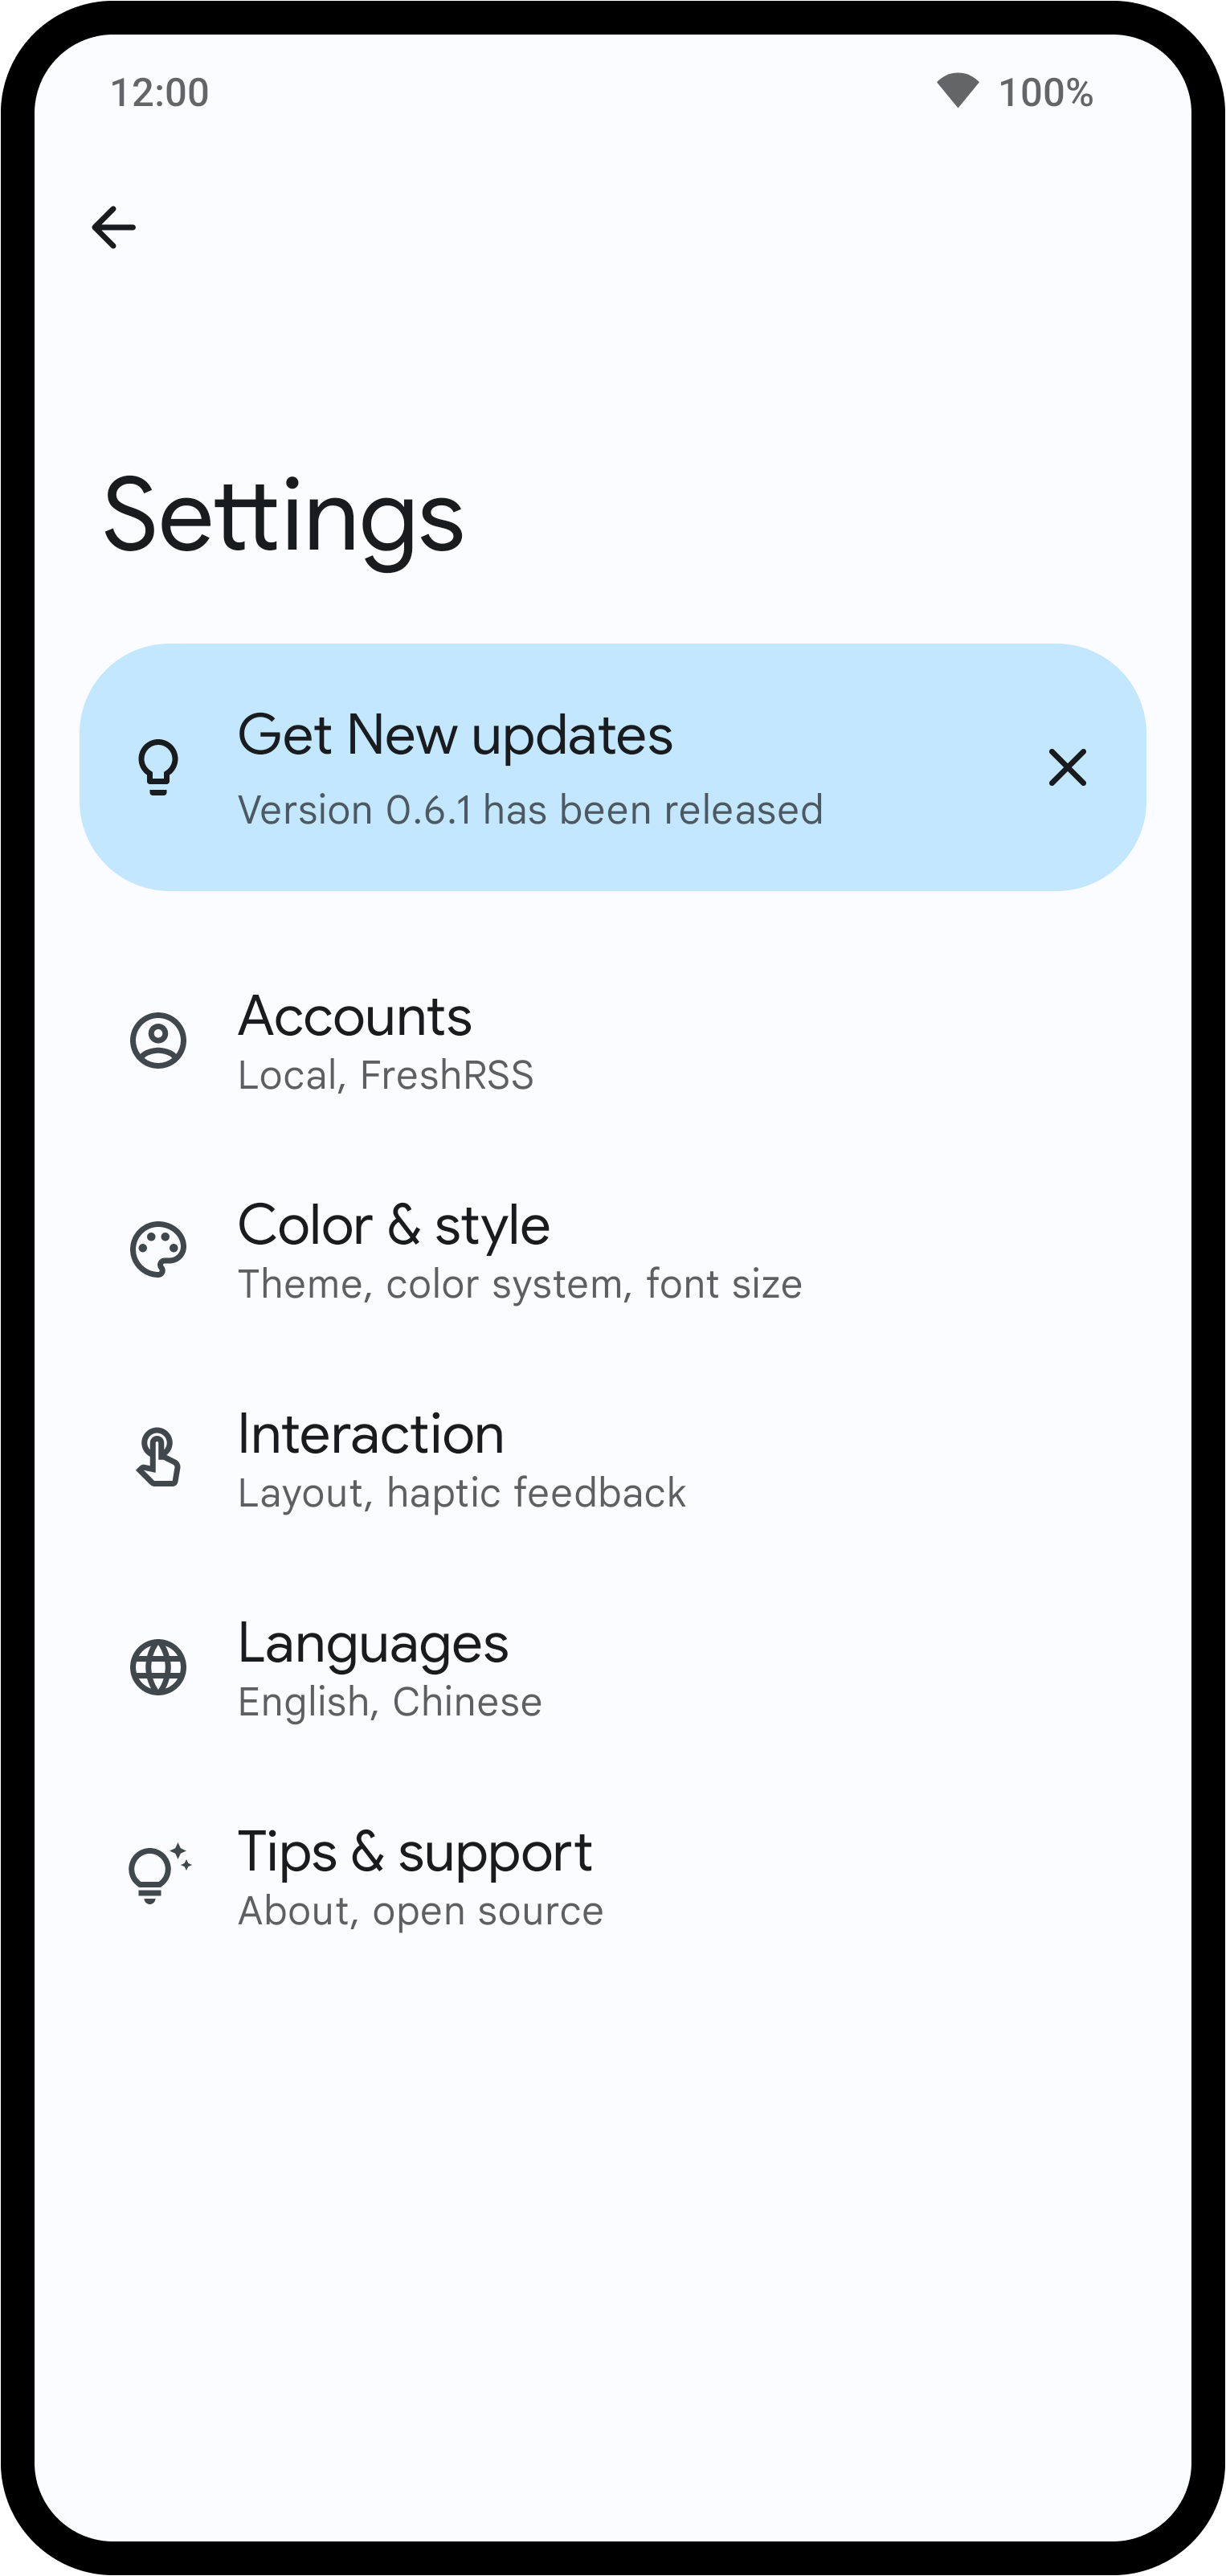 12:00 100%
Settings
Get New updates
Version 0.6.1 has been released
Accounts
Local, FreshRSS
Color & style
Theme, color system, font size
Interaction
Layout, haptic feedback
Languages
English, Chinese
Tips & support
About, open source